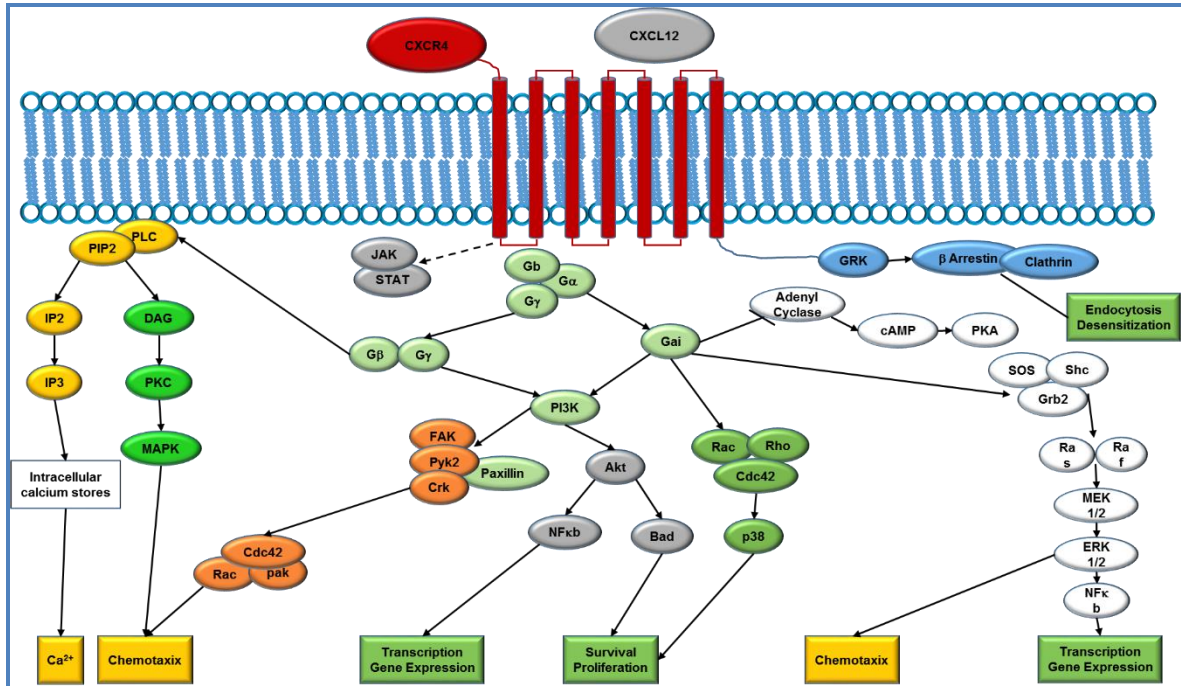 CXCR4
CXCL12
PLC
PIP2
JAK
STAT
Gb
Gα
Gγ
GRK
β Arrestin
Clathrin
Endocytosis
Desensitization
Adenyl
Cyclase
cAMP
PKA
IP2
DAG
Gβ
Gγ
Gai
SOS
Shc
Grb2
IP3
PKC
PI3K
MAPK
FAK
Pyk2
Paxillin
Crk
Akt
Rac
Rho
Cdc42
Ra
s
Ra
f
Intracellular
calcium stores
MEK
1/2
NFκb
Bad
p38
ERK
1/2
Cdc42
Rac
pak
NFκ
b
Ca2+
Chemotaxix
Transcription
Gene Expression
Survival
Proliferation
Chemotaxix
Transcription
Gene Expression